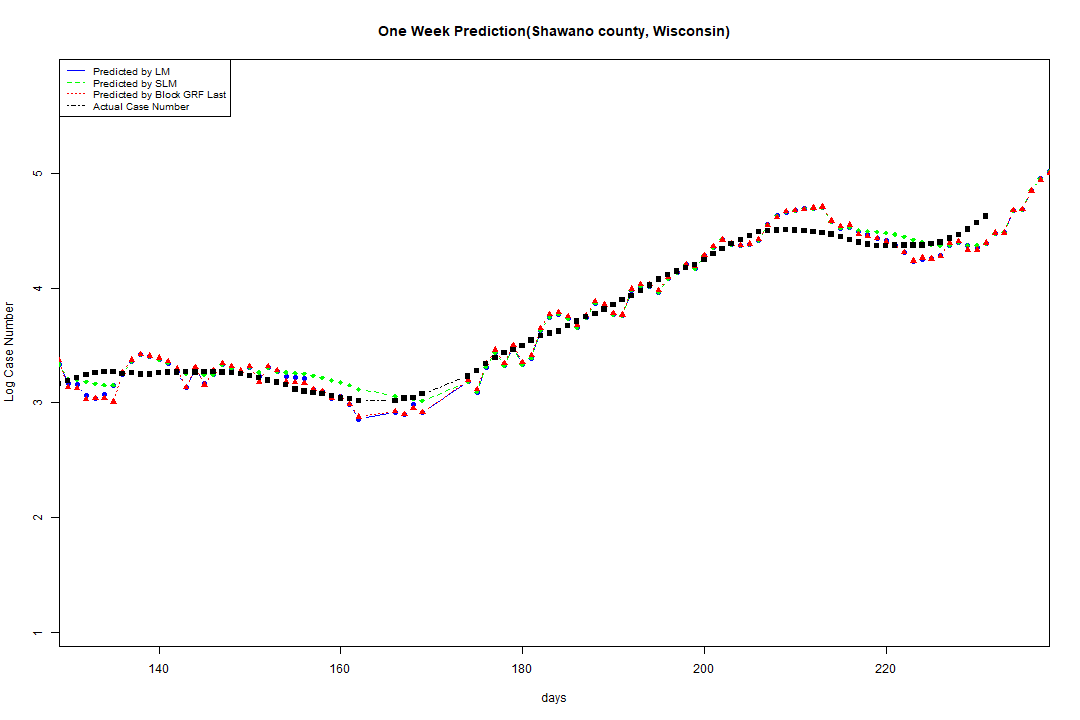 One Week Prediction(Shawano county, Wisconsin)
Predicted by LM
Predicted by SLM
Predicted by Block GRF Last
Actual Case Number
5
4
3
2
1
Log Case Number
140 160 180 200 220
days